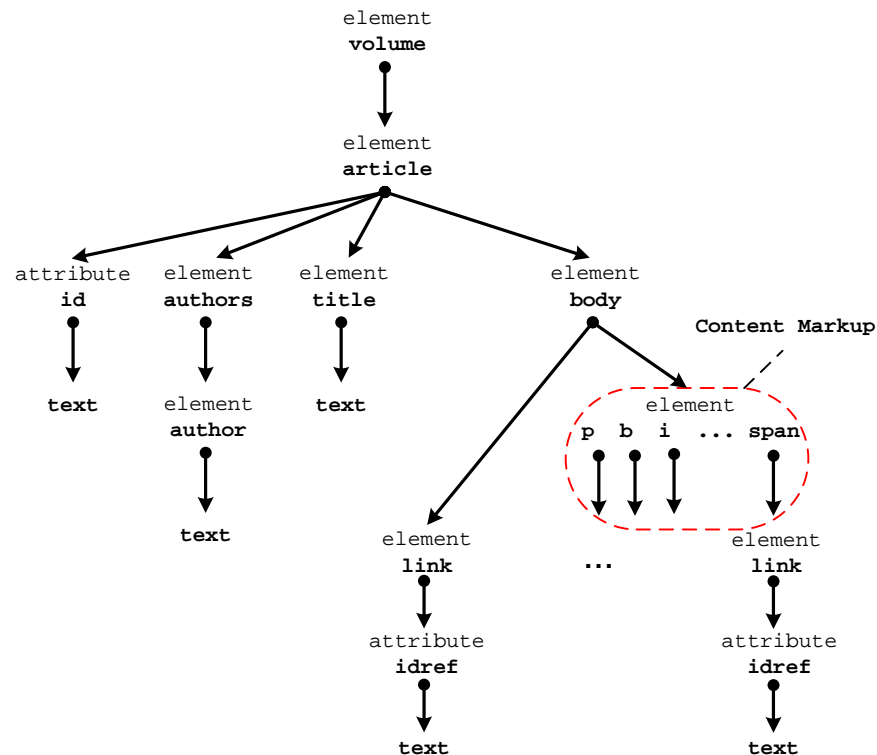 element
volume
element
article
attribute element element element
id authors title body
Content Markup
text element text element
author p b i ... span
text
element element
link ... link
attribute attribute
idref idref
text text